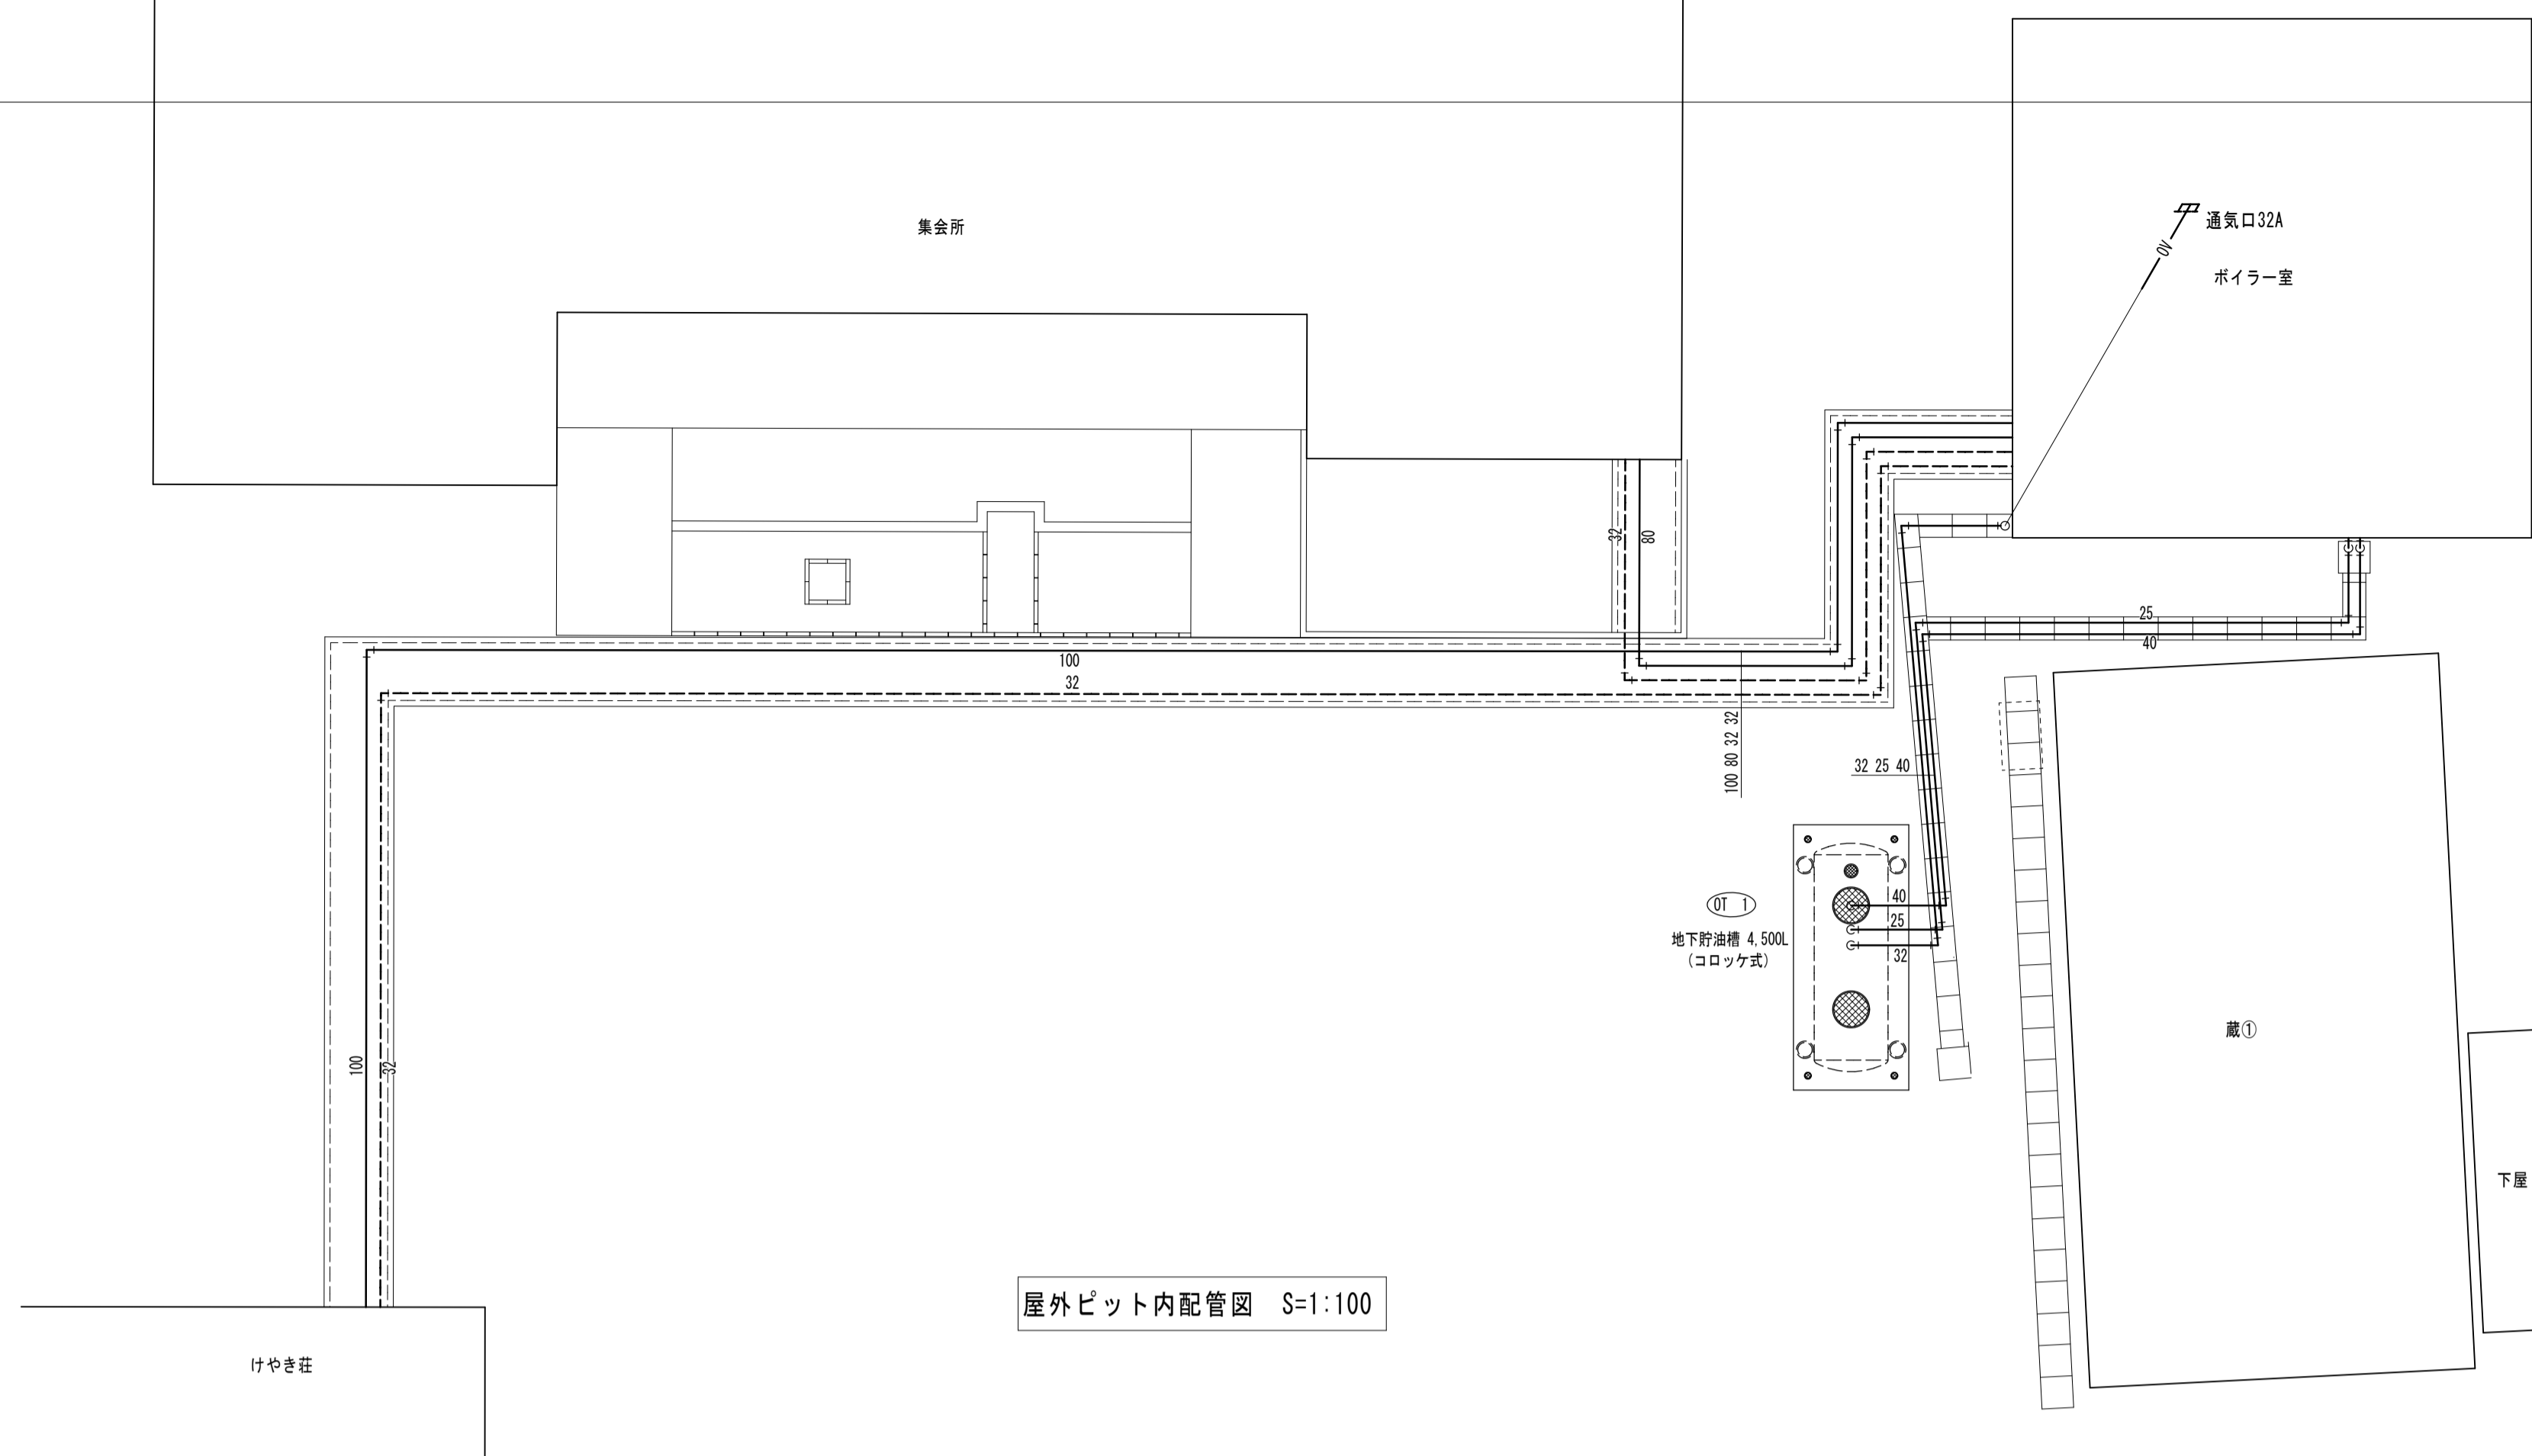 集会所
通気口32A
OV
ボイラー室
32
80
100
32
25
40
100 80 32 32
32 25 40
OT 1
地下貯油槽 4,500L
(コロッケ式)
40
25
32
蔵①
下屋
100
32
屋外ピット内配管図 S=1:100
けやき荘